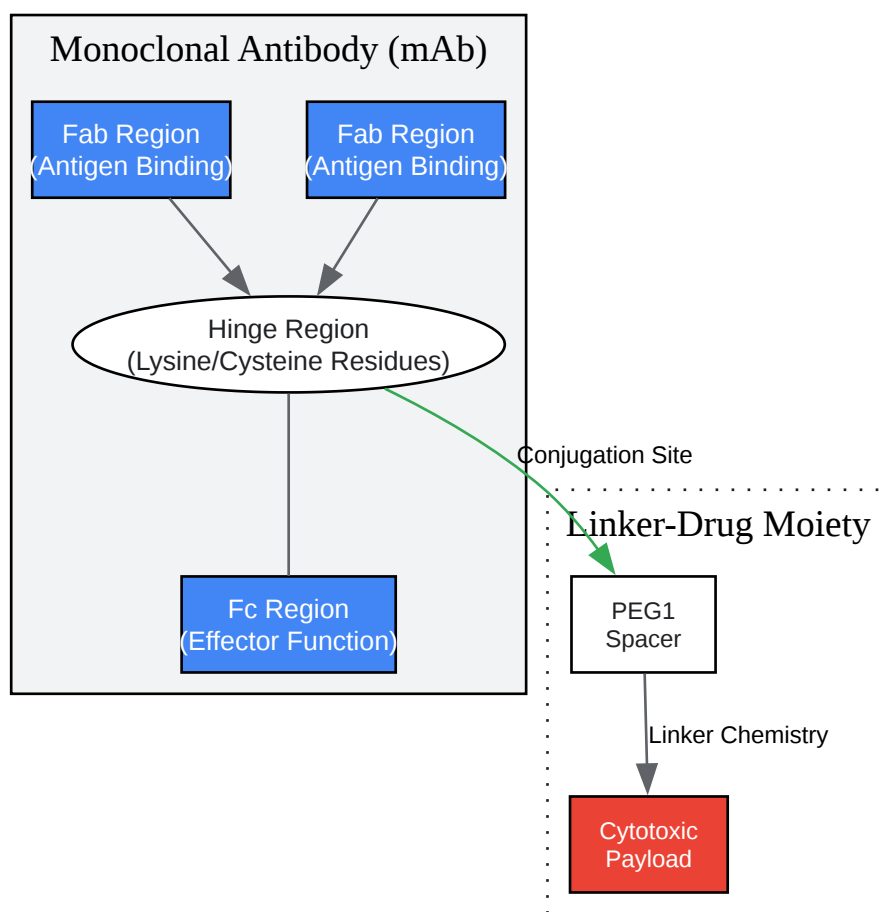 Monoclonal Antibody (mAb)
Fab Region
(Antigen Binding)
Fab Region
(Antigen Binding)
Hinge Region
(Lysine/Cysteine Residues)
Conjugation Site
Linker-Drug Moiety
Fc Region
(Effector Function)
PEG1
Spacer
Linker Chemistry
Cytotoxic
Payload